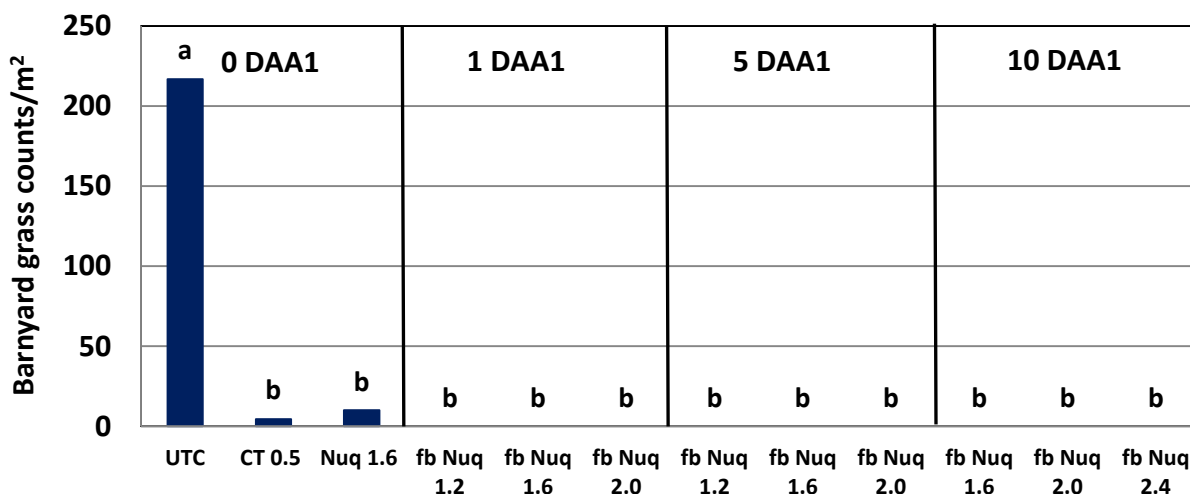 Barnyard grass counts/m²
250
200
150
100
50
0
0 DAA1
1 DAA1
5 DAA1
10 DAA1
a
b
b
b
b
b
b
b
b
b
b
b
UTC
CT 0.5
Nuq 1.6
fb Nuq
1.2
fb Nuq
1.6
fb Nuq
2.0
fb Nuq
1.2
fb Nuq
1.6
fb Nuq
2.0
fb Nuq
1.6
fb Nuq
2.0
fb Nuq
2.4